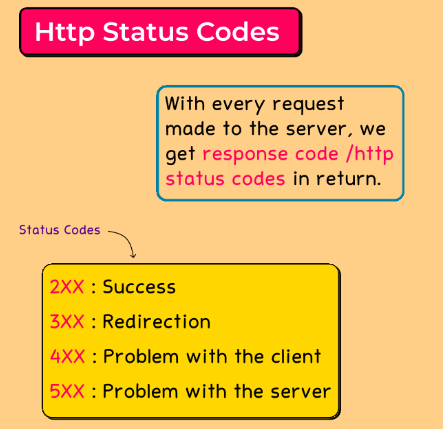 Http Status Codes
With every request
made to the server, we
get response code /http
status codes in return.
Status Codes
2XX : Success
3XX : Redirection
4XX : Problem with the client
5XX : Problem with the server